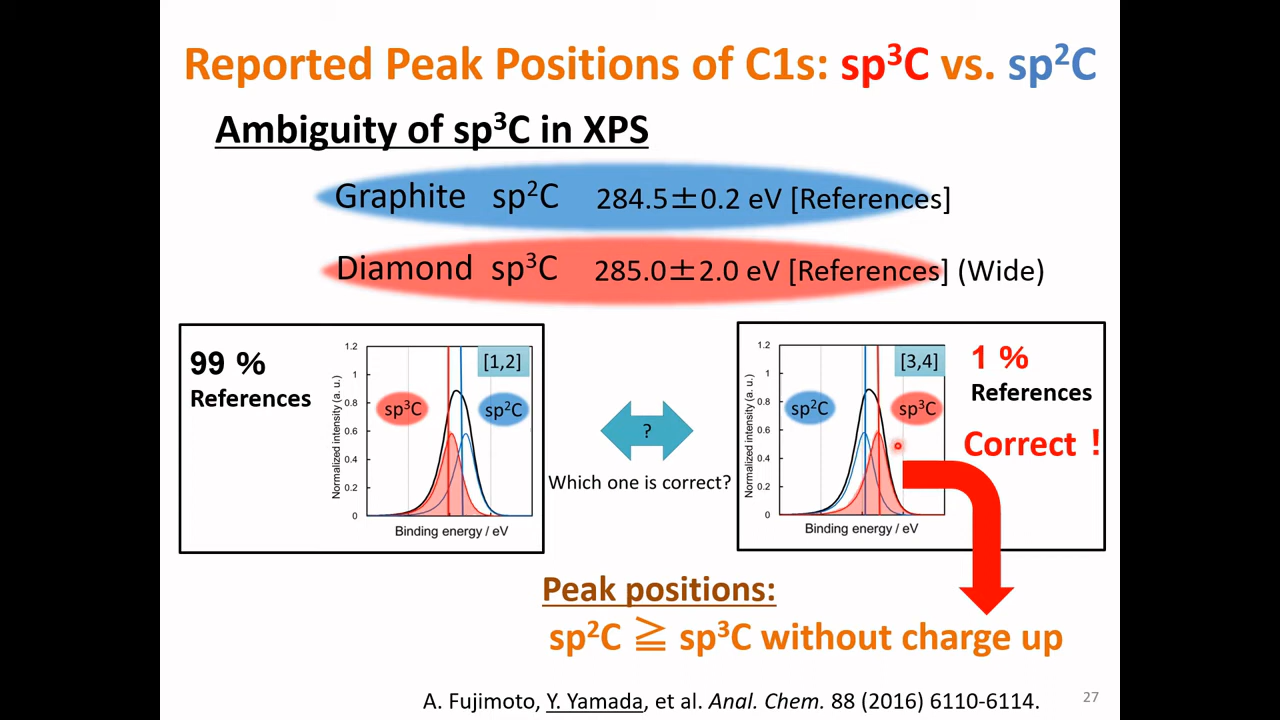 Reported Peak Positions of C1s: sp³C vs. sp²C
Ambiguity of sp³C in XPS
Graphite sp²C 284.5±0.2 eV [References]
Diamond sp³C 285.0±2.0 eV [References] (Wide)
99 %
References
1.2
1
0.8
0.6
0.4
0.2
0
Normalized intensity (a. u.)
[1,2]
sp³C
sp²C
Binding energy / eV
?
Which one is correct?
1.2
1
0.8
0.6
0.4
0.2
0
Normalized intensity (a. u.)
[3,4]
sp²C
sp³C
Binding energy / eV
1 %
References
Correct !
Peak positions:
sp²C ≧ sp³C without charge up
A. Fujimoto, Y. Yamada, et al. Anal. Chem. 88 (2016) 6110-6114.
27